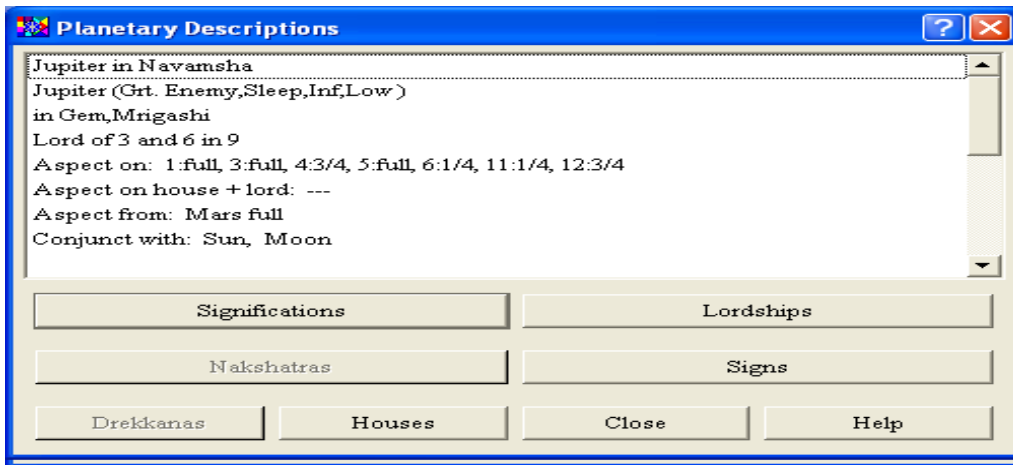 Planetary Descriptions
Jupiter in Navamsha
Jupiter (Grt. Enemy,Sleep,Inf,Low)
in Gem,Mrigashi
Lord of 3 and 6 in 9
Aspect on: 1:full, 3:full, 4:3/4, 5:full, 6:1/4, 11:1/4, 12:3/4
Aspect on house + lord: ---
Aspect from: Mars full
Conjunct with: Sun, Moon
Significations Lordships
Nakshatras Signs
Drekkanas Houses Close Help